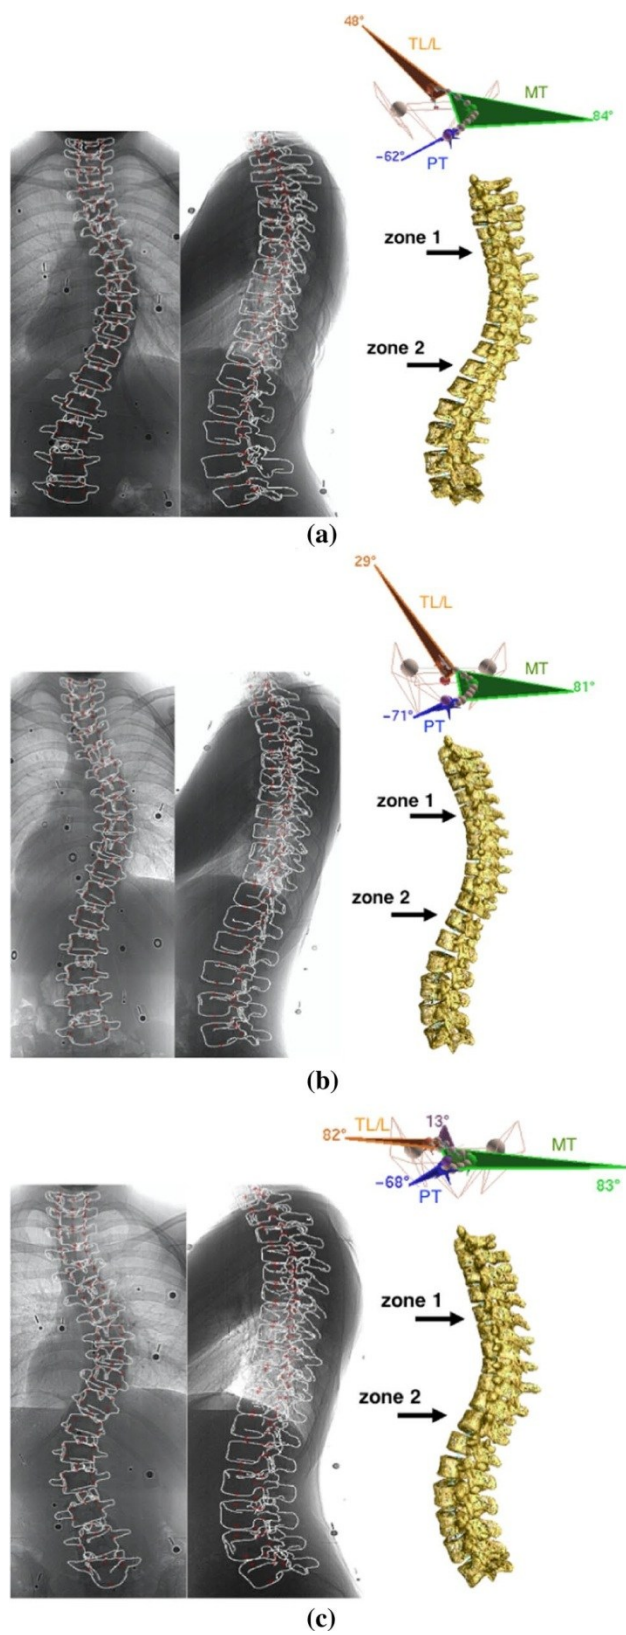 48°
TL/L
MT
84°
-62°
PT
zone 1
zone 2
(a)
29°
TL/L
MT
81°
-71°
PT
zone 1
zone 2
(b)
TL/L
13°
82°
MT
-68°
PT
83°
zone 1
zone 2
(c)